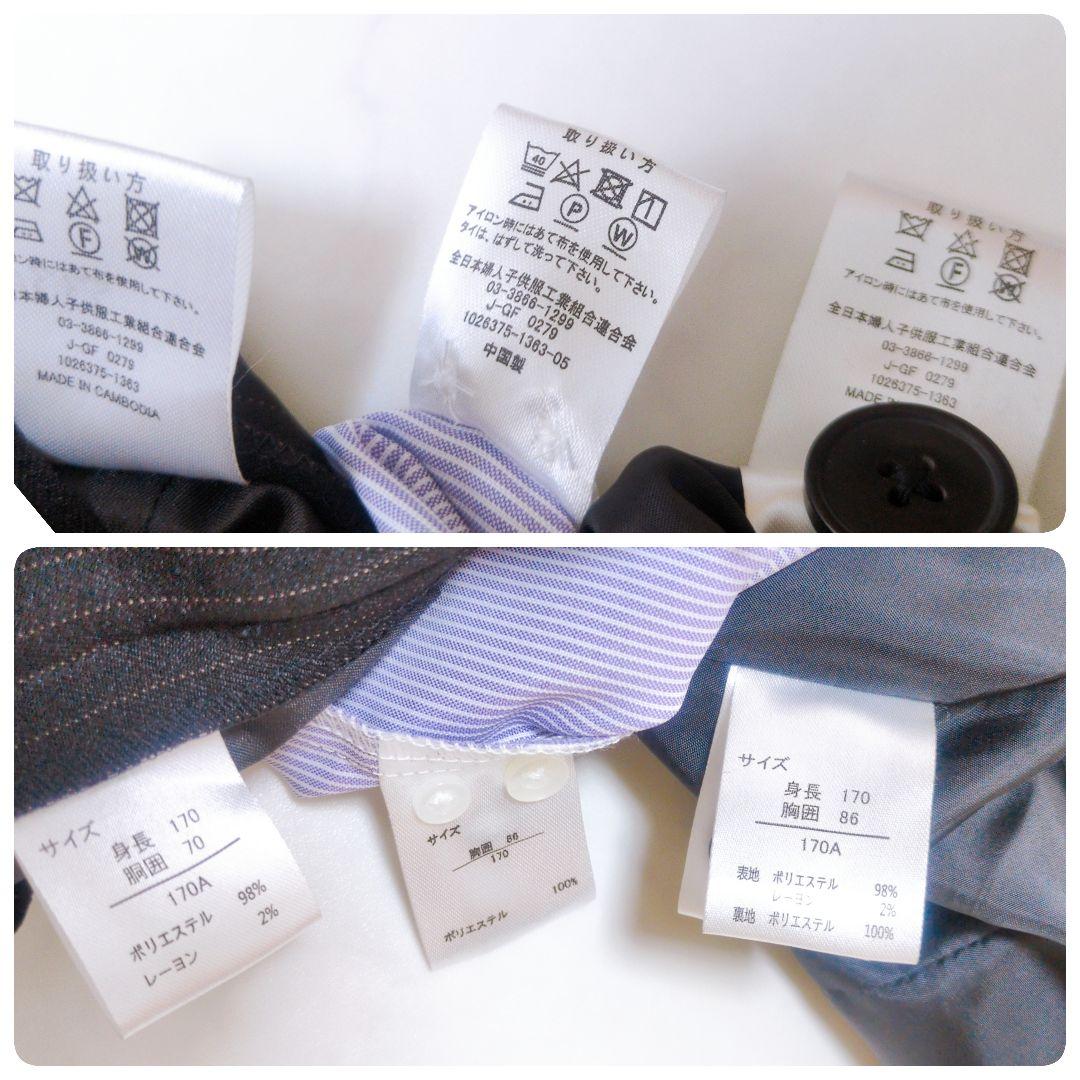 取り扱い方
F
W
ロン時にはあて布を使用して下さい。
日本婦人子供服工業組合連合会
03-3866-1299
J-GF 0279
1026375-1363
MADE IN CAMBODIA
取り扱い方
40
P
W
アイロン時にはあて布を使用して下さい。
タイは、はずして洗って下さい。
全日本婦人子供服工業組合連合会
03-3866-1299
J-GF 0279
1026375-1363-05
中国製
取り扱い方
F
W
アイロン時にはあて布を使用して下さい。
全日本婦人子供服工業組合連合会
03-3866-1299
J-GF 0279
1026375-1363
MADE IN
サイズ
身長 170
胴囲 70
170A
ポリエステル 98%
レーヨン 2%
サイズ
胸囲 86
170
ポリエステル 100%
サイズ
身長 170
胸囲 86
170A
表地 ポリエステル 98%
レーヨン 2%
裏地 ポリエステル 100%